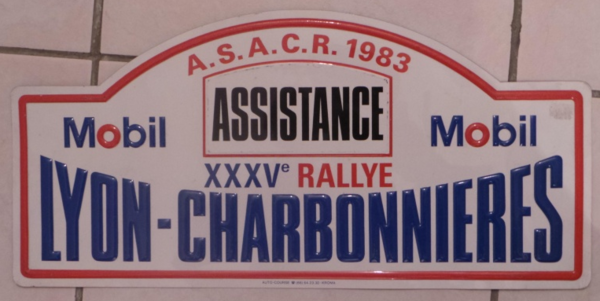 A.S.A.C.R. 1983
ASSISTANCE
Mobil Mobil
XXXVe RALLYE
LYON-CHARBONNIERES